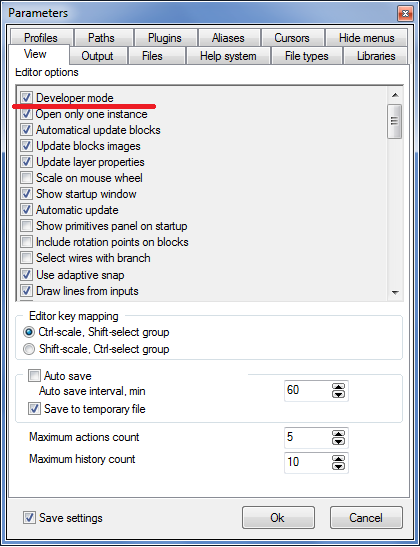 Parameters
Profiles Paths Plugins Aliases Cursors Hide menus
View Output Files Help system File types Libraries
Editor options
Developer mode
Open only one instance
Automatical update blocks
Update blocks images
Update layer properties
Scale on mouse wheel
Show startup window
Automatic update
Show primitives panel on startup
Include rotation points on blocks
Select wires with branch
Use adaptive snap
Draw lines from inputs
Editor key mapping
Ctrl-scale, Shift-select group
Shift-scale, Ctrl-select group
Auto save
Auto save interval, min 60
Save to temporary file
Maximum actions count 5
Maximum history count 10
Save settings Ok Cancel